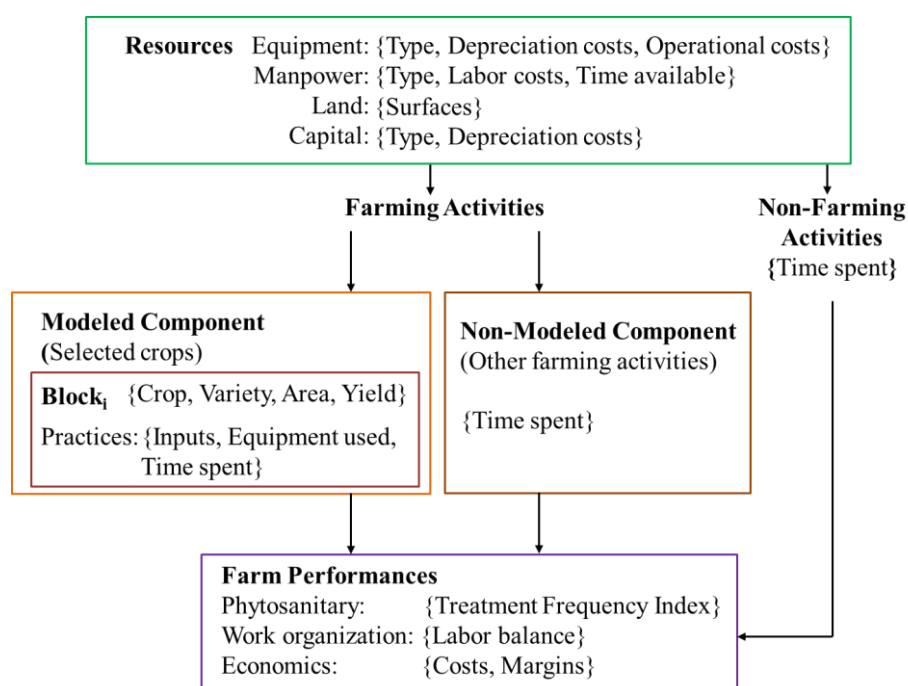 Resources Equipment: {Type, Depreciation costs, Operational costs}
Manpower: {Type, Labor costs, Time available}
Land: {Surfaces}
Capital: {Type, Depreciation costs}
Farming Activities
Non-Farming
Activities
{Time spent}
Modeled Component
(Selected crops)
Blockᵢ {Crop, Variety, Area, Yield}
Practices: {Inputs, Equipment used,
Time spent}
Non-Modeled Component
(Other farming activities)
{Time spent}
Farm Performances
Phytosanitary: {Treatment Frequency Index}
Work organization: {Labor balance}
Economics: {Costs, Margins}